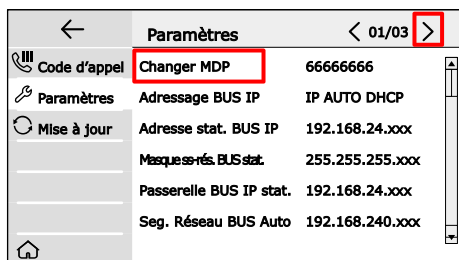 Paramètres 01/03
Code d'appel Changer MDP 66666666
Paramètres Adressage BUS IP IP AUTO DHCP
Mise à jour Adresse stat. BUS IP 192.168.24.xxx
Masque ss-rés. BUS stat. 255.255.255.xxx
Passerelle BUS IP stat. 192.168.24.xxx
Seg. Réseau BUS Auto 192.168.240.xxx